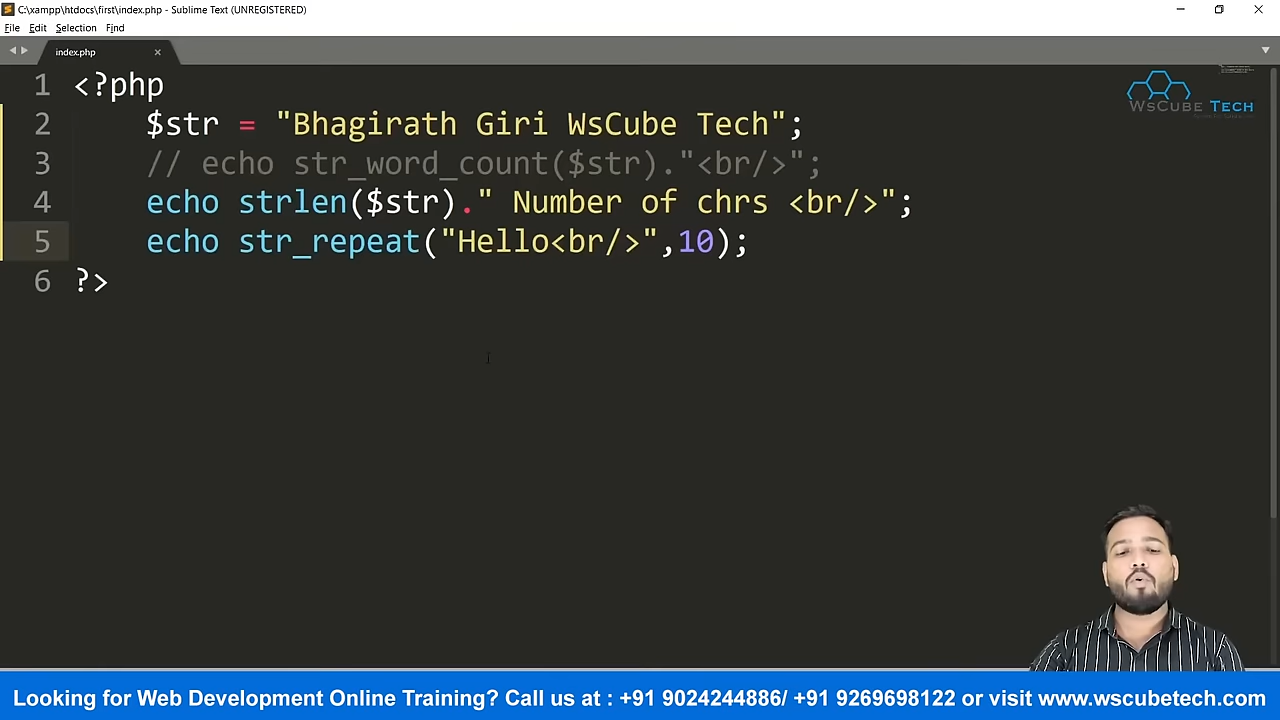 C:\xampp\htdocs\first\index.php - Sublime Text (UNREGISTERED)
File Edit Selection Find
index.php
1 <?php
2 $str = "Bhagirath Giri WsCube Tech";
3 // echo str_word_count($str)."<br/>";
4 echo strlen($str)." Number of chrs <br/>";
5 echo str_repeat("Hello<br/>",10);
6 ?>
WsCube Tech
Looking for Web Development Online Training? Call us at : +91 9024244886/ +91 9269698122 or visit www.wscubetech.com